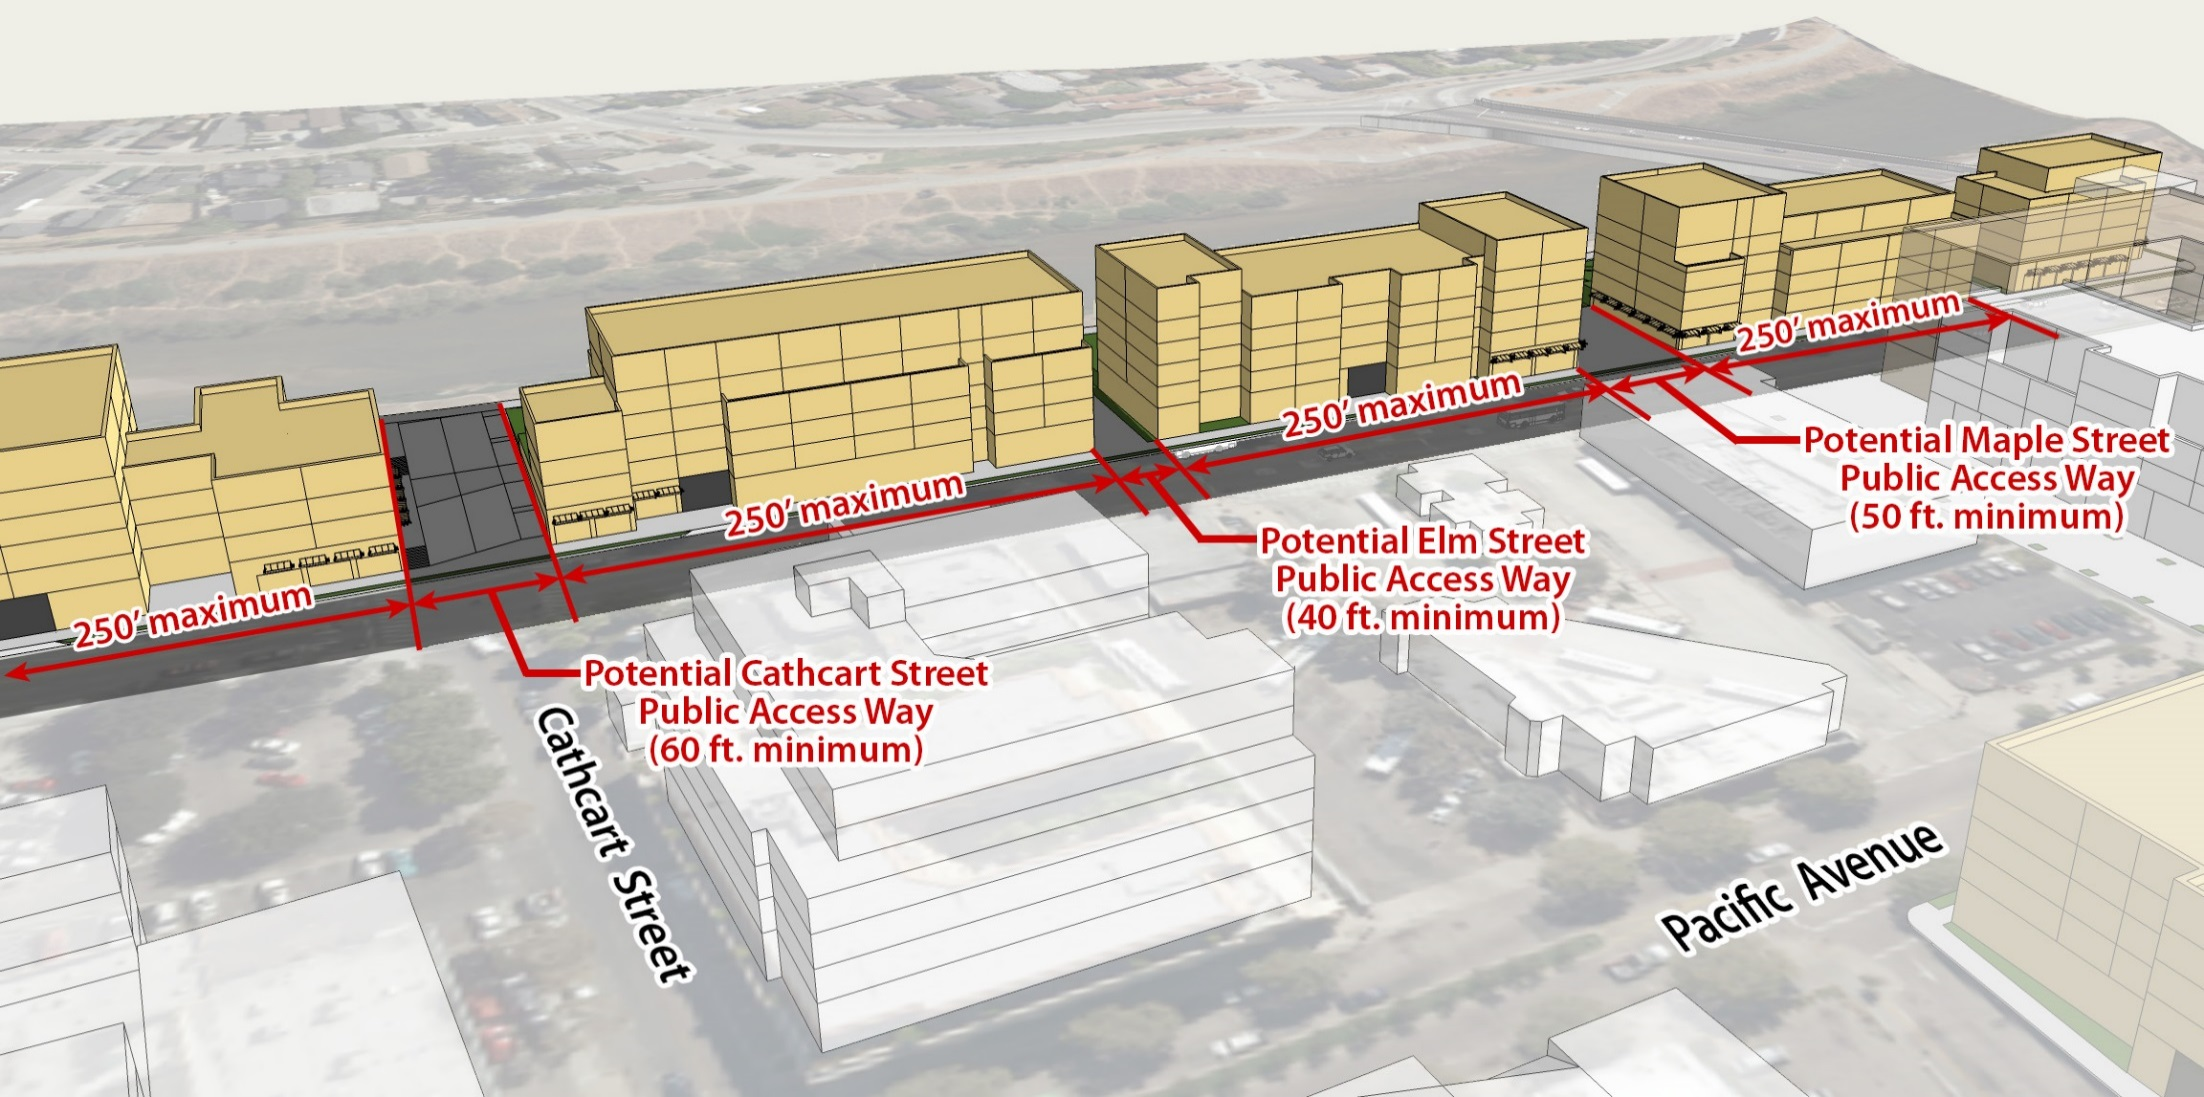 250' maximum
250' maximum
250' maximum
250' maximum
Potential Maple Street
Public Access Way
(50 ft. minimum)
Potential Elm Street
Public Access Way
(40 ft. minimum)
Potential Cathcart Street
Public Access Way
(60 ft. minimum)
Cathcart Street
Pacific Avenue